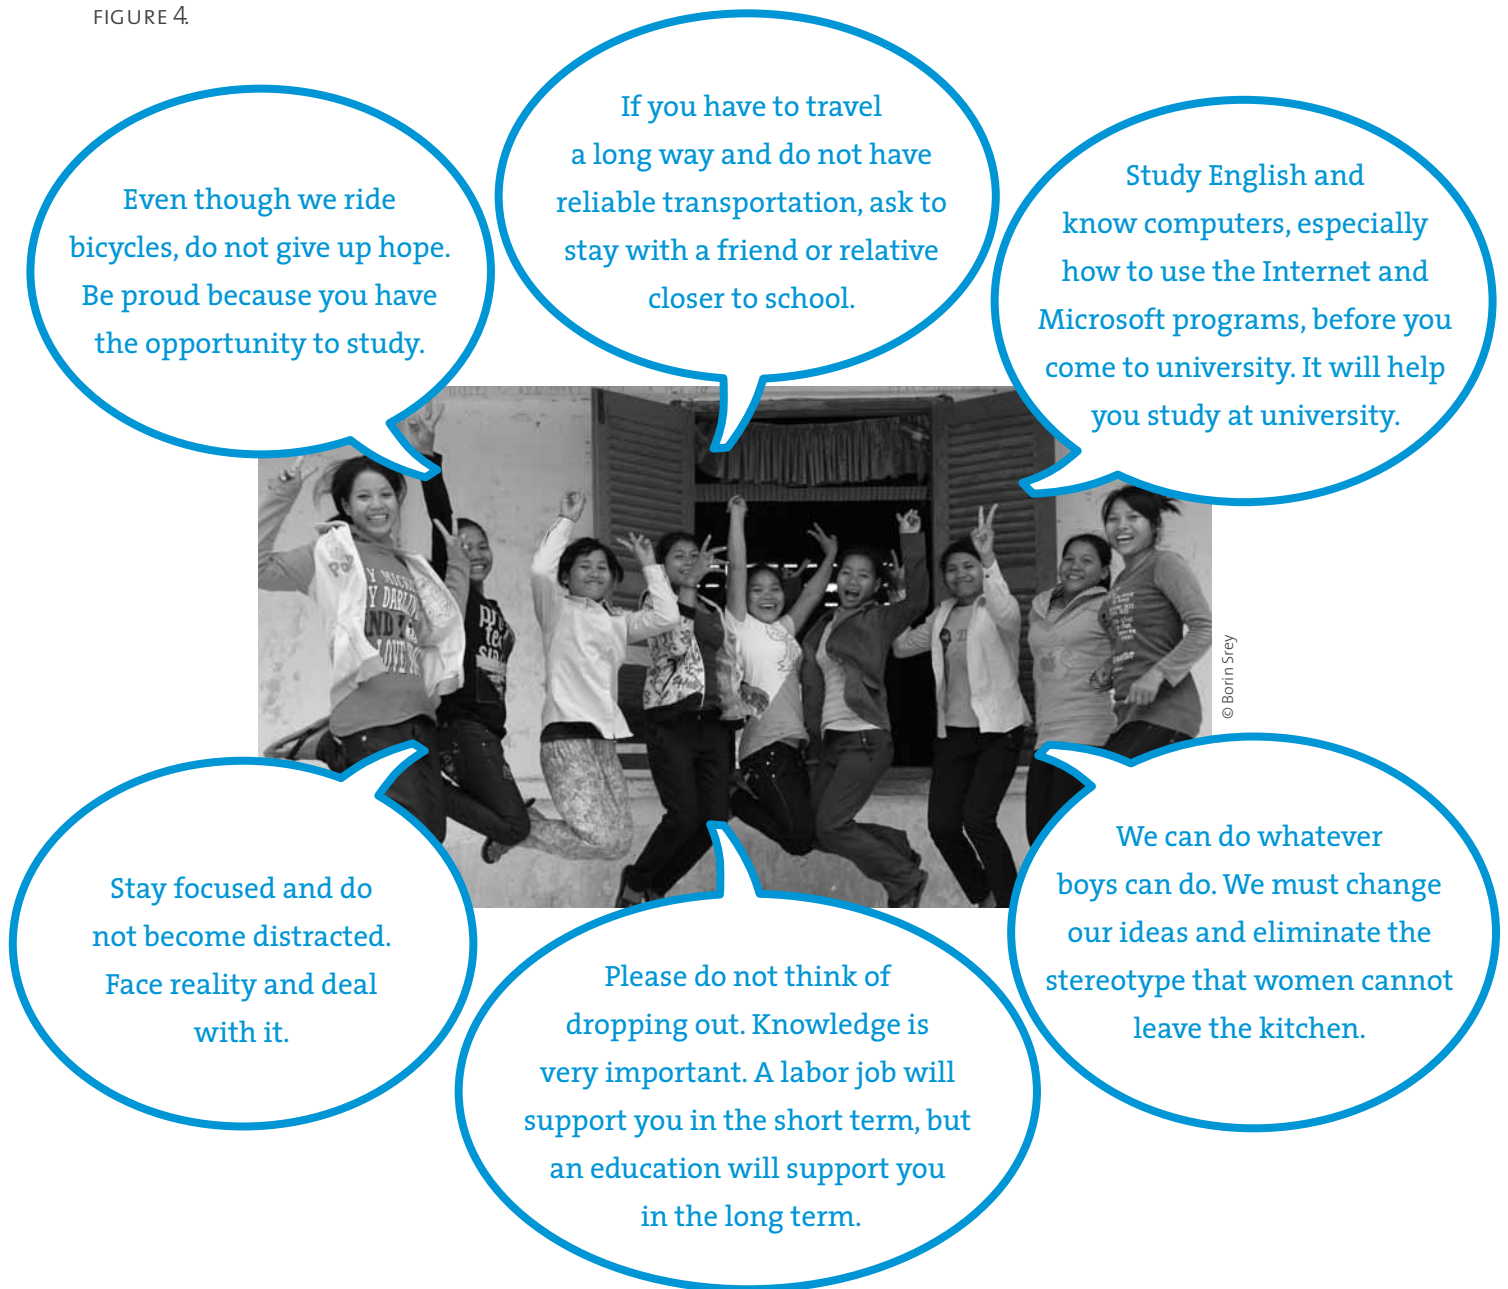 FIGURE 4.
Even though we ride
bicycles, do not give up hope.
Be proud because you have
the opportunity to study.
If you have to travel
a long way and do not have
reliable transportation, ask to
stay with a friend or relative
closer to school.
Study English and
know computers, especially
how to use the Internet and
Microsoft programs, before you
come to university. It will help
you study at university.
© Borin Srey
Stay focused and do
not become distracted.
Face reality and deal
with it.
Please do not think of
dropping out. Knowledge is
very important. A labor job will
support you in the short term, but
an education will support you
in the long term.
We can do whatever
boys can do. We must change
our ideas and eliminate the
stereotype that women cannot
leave the kitchen.